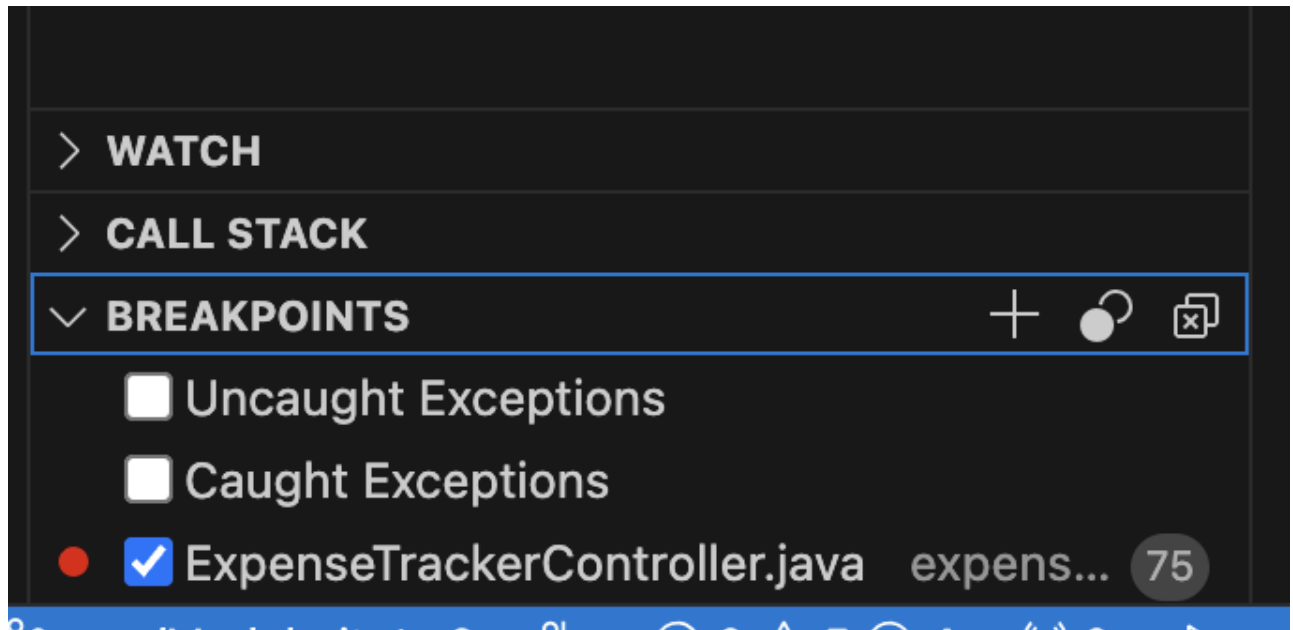 WATCH
CALL STACK
BREAKPOINTS
Uncaught Exceptions
Caught Exceptions
ExpenseTrackerController.java expens... 75